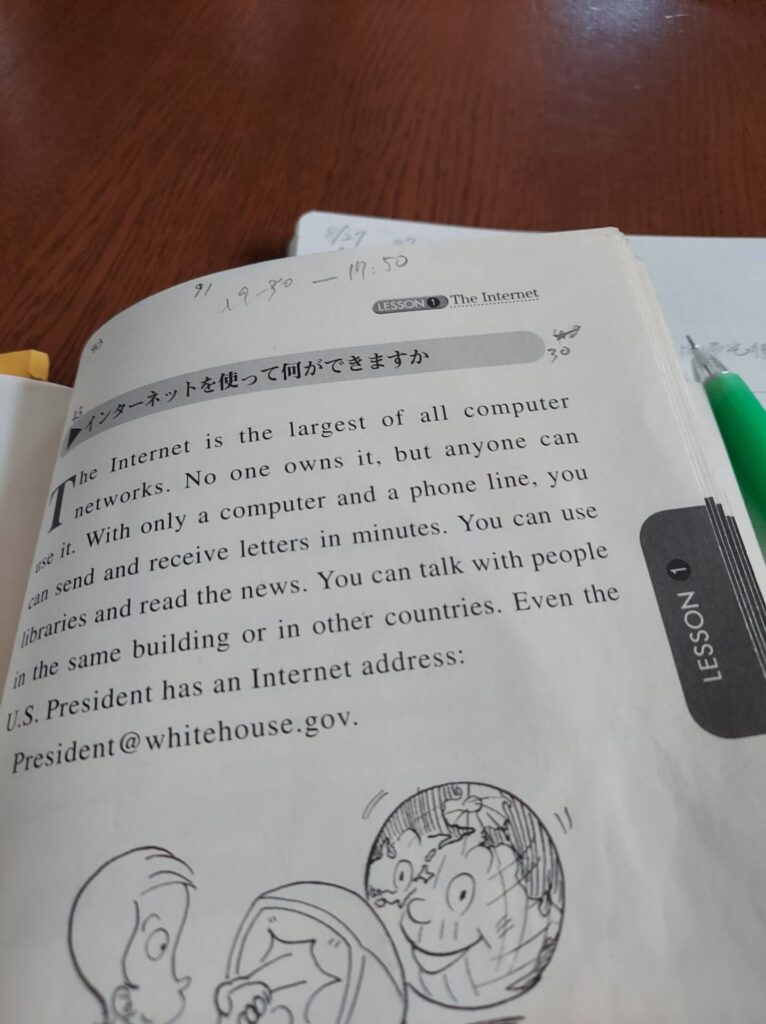 17:50
LESSON 1 The Internet
インターネットを使って何ができますか
30
The Internet is the largest of all computer
networks. No one owns it, but anyone can
use it. With only a computer and a phone line, you
can send and receive letters in minutes. You can use
libraries and read the news. You can talk with people
in the same building or in other countries. Even the
U.S. President has an Internet address:
President@whitehouse.gov.
LESSON 1